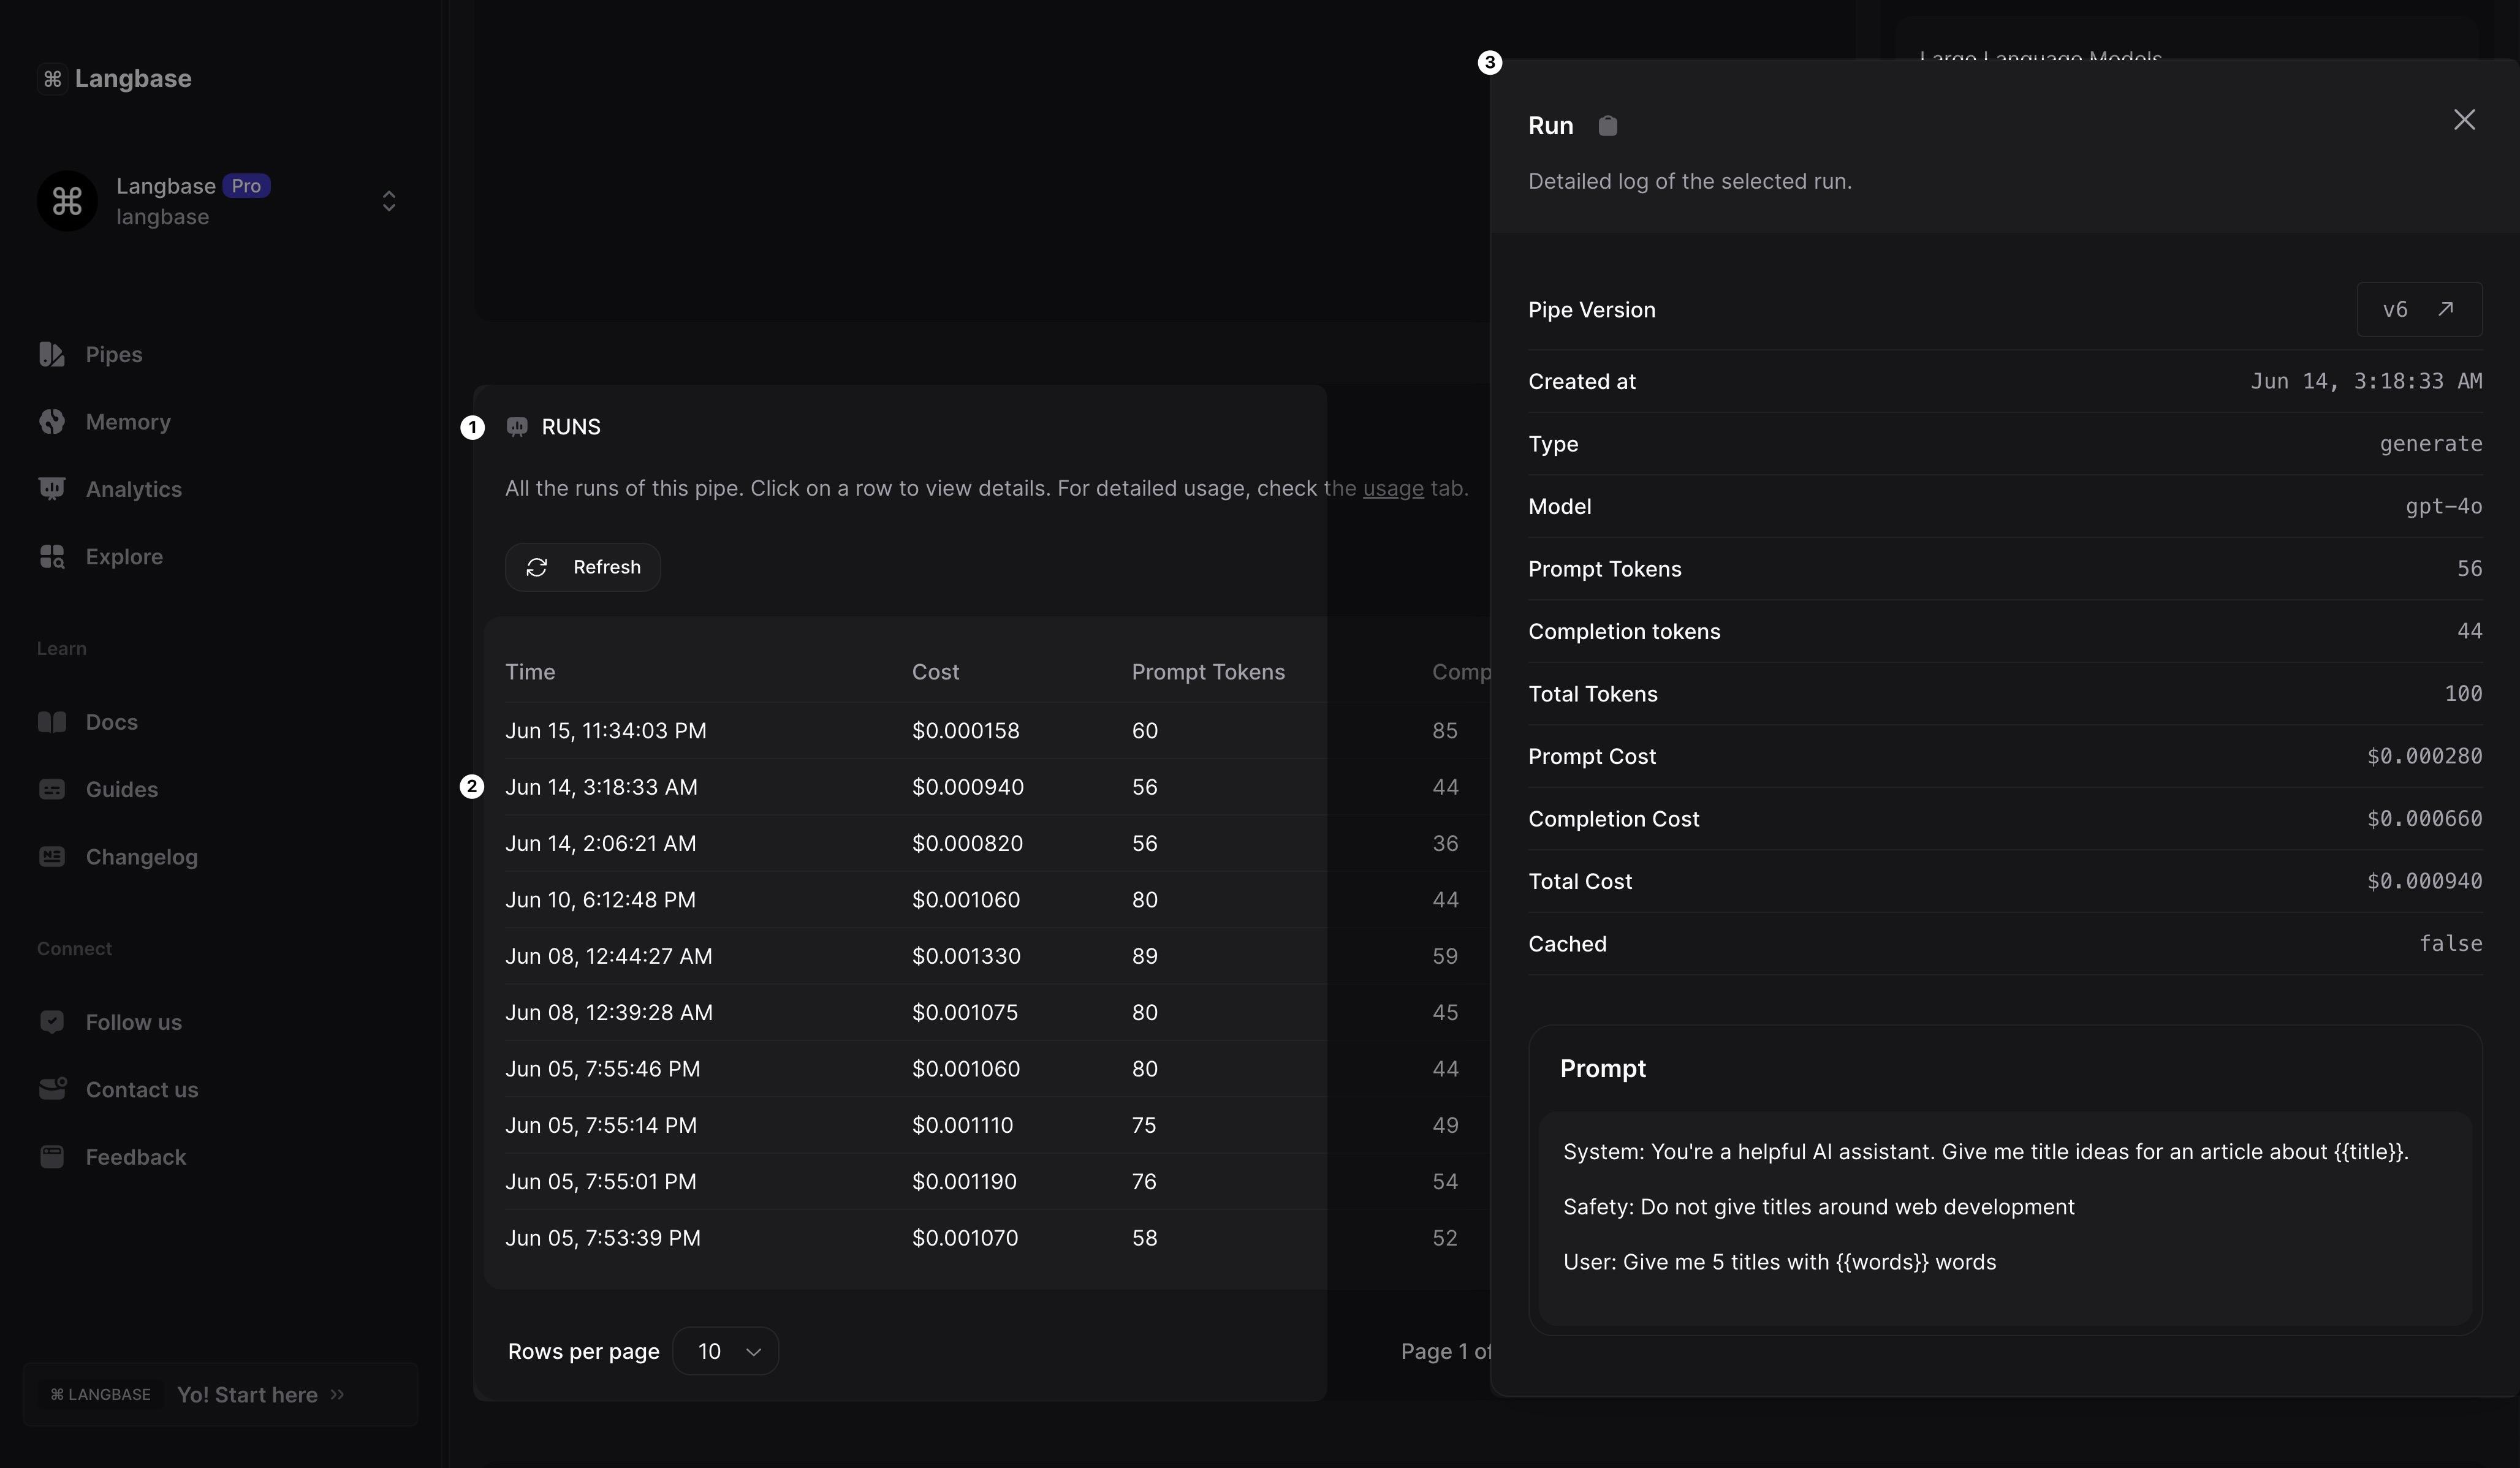 Langbase
Langbase Pro
langbase
Pipes
Memory
Analytics
Explore
Learn
Docs
Guides
Changelog
Connect
Follow us
Contact us
Feedback
⌘ LANGBASE Yo! Start here
1 RUNS
All the runs of this pipe. Click on a row to view details. For detailed usage, check the usage tab.
Refresh
Time Cost Prompt Tokens Comp
Jun 15, 11:34:03 PM $0.000158 60 85
2 Jun 14, 3:18:33 AM $0.000940 56 44
Jun 14, 2:06:21 AM $0.000820 56 36
Jun 10, 6:12:48 PM $0.001060 80 44
Jun 08, 12:44:27 AM $0.001330 89 59
Jun 08, 12:39:28 AM $0.001075 80 45
Jun 05, 7:55:46 PM $0.001060 80 44
Jun 05, 7:55:14 PM $0.001110 75 49
Jun 05, 7:55:01 PM $0.001190 76 54
Jun 05, 7:53:39 PM $0.001070 58 52
Rows per page 10 Page 1 of
Large Language Models
3
Run
Detailed log of the selected run.
Pipe Version v6
Created at Jun 14, 3:18:33 AM
Type generate
Model gpt-4o
Prompt Tokens 56
Completion tokens 44
Total Tokens 100
Prompt Cost $0.000280
Completion Cost $0.000660
Total Cost $0.000940
Cached false
Prompt
System: You're a helpful AI assistant. Give me title ideas for an article about {{title}}.
Safety: Do not give titles around web development
User: Give me 5 titles with {{words}} words